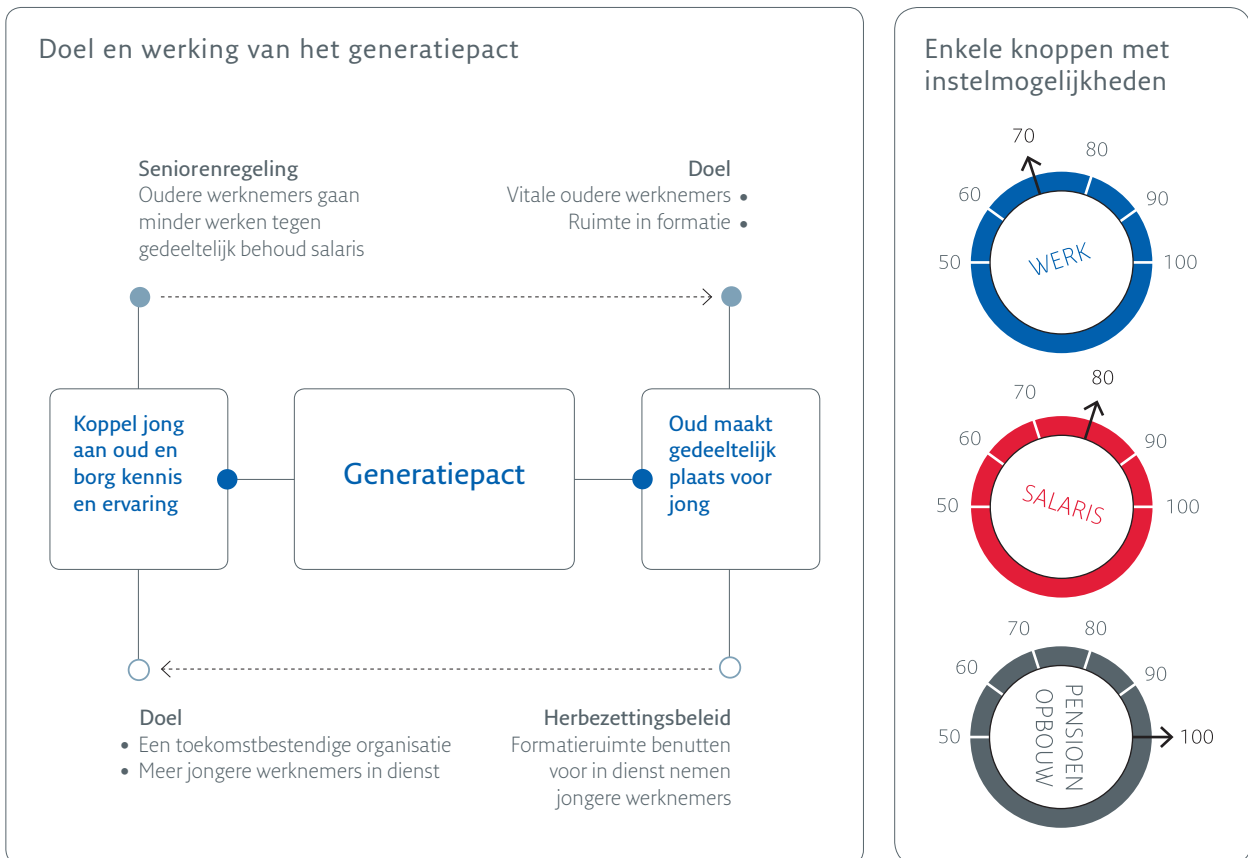 Doel en werking van het generatiepact
Seniorenregeling
Oudere werknemers gaan
minder werken tegen
gedeeltelijk behoud salaris
Doel
Vitale oudere werknemers •
Ruimte in formatie •
Koppel jong
aan oud en
borg kennis
en ervaring
Generatiepact
Oud maakt
gedeeltelijk
plaats voor
jong
Doel
• Een toekomstbestendige organisatie
• Meer jongere werknemers in dienst
Herbezettingsbeleid
Formatieruimte benutten
voor in dienst nemen
jongere werknemers
Enkele knoppen met
instelmogelijkheden
50
60
70
80
90
100
WERK
50
60
70
80
90
100
SALARIS
50
60
70
80
90
100
PENSIOEN
OPBOUW